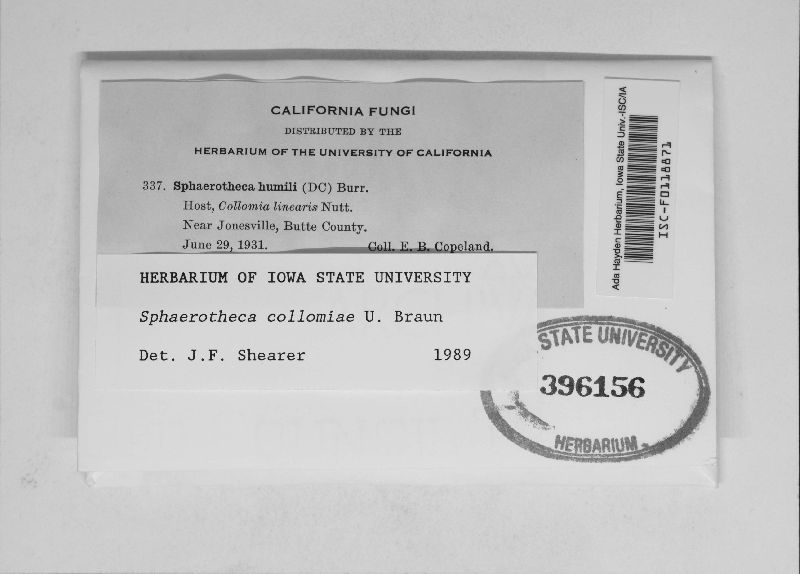 CALIFORNIA FUNGI
DISTRIBUTED BY THE
HERBARIUM OF THE UNIVERSITY OF CALIFORNIA
337. Sphaerotheca humili (DC) Burr.
Host, Collomia linearis Nutt.
Near Jonesville, Butte County.
June 29, 1931. Coll. E. B. Copeland.
HERBARIUM OF IOWA STATE UNIVERSITY
Sphaerotheca collomiae U. Braun
Det. J.F. Shearer 1989
Ada Hayden Herbarium, Iowa State Univ.-ISC/IA
ISC-F0118871
STATE UNIVERSITY
396156
HERBARIUM